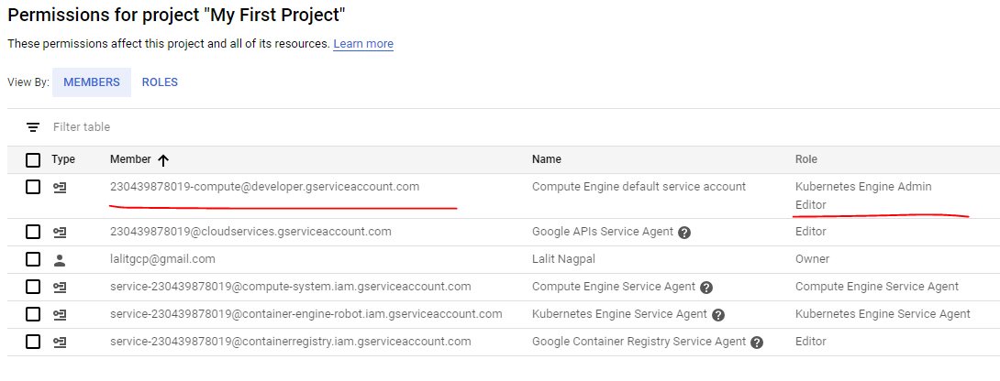 Permissions for project "My First Project"
These permissions affect this project and all of its resources. Learn more
View By: MEMBERS ROLES
Filter table
Type Member Name Role
230439878019-compute@developer.gserviceaccount.com Compute Engine default service account Kubernetes Engine Admin
Editor
230439878019@cloudservices.gserviceaccount.com Google APIs Service Agent ? Editor
lalitgcp@gmail.com Lalit Nagpal Owner
service-230439878019@compute-system.iam.gserviceaccount.com Compute Engine Service Agent ? Compute Engine Service Agent
service-230439878019@container-engine-robot.iam.gserviceaccount.com Kubernetes Engine Service Agent ? Kubernetes Engine Service Agent
service-230439878019@containerregistry.iam.gserviceaccount.com Google Container Registry Service Agent ? Editor